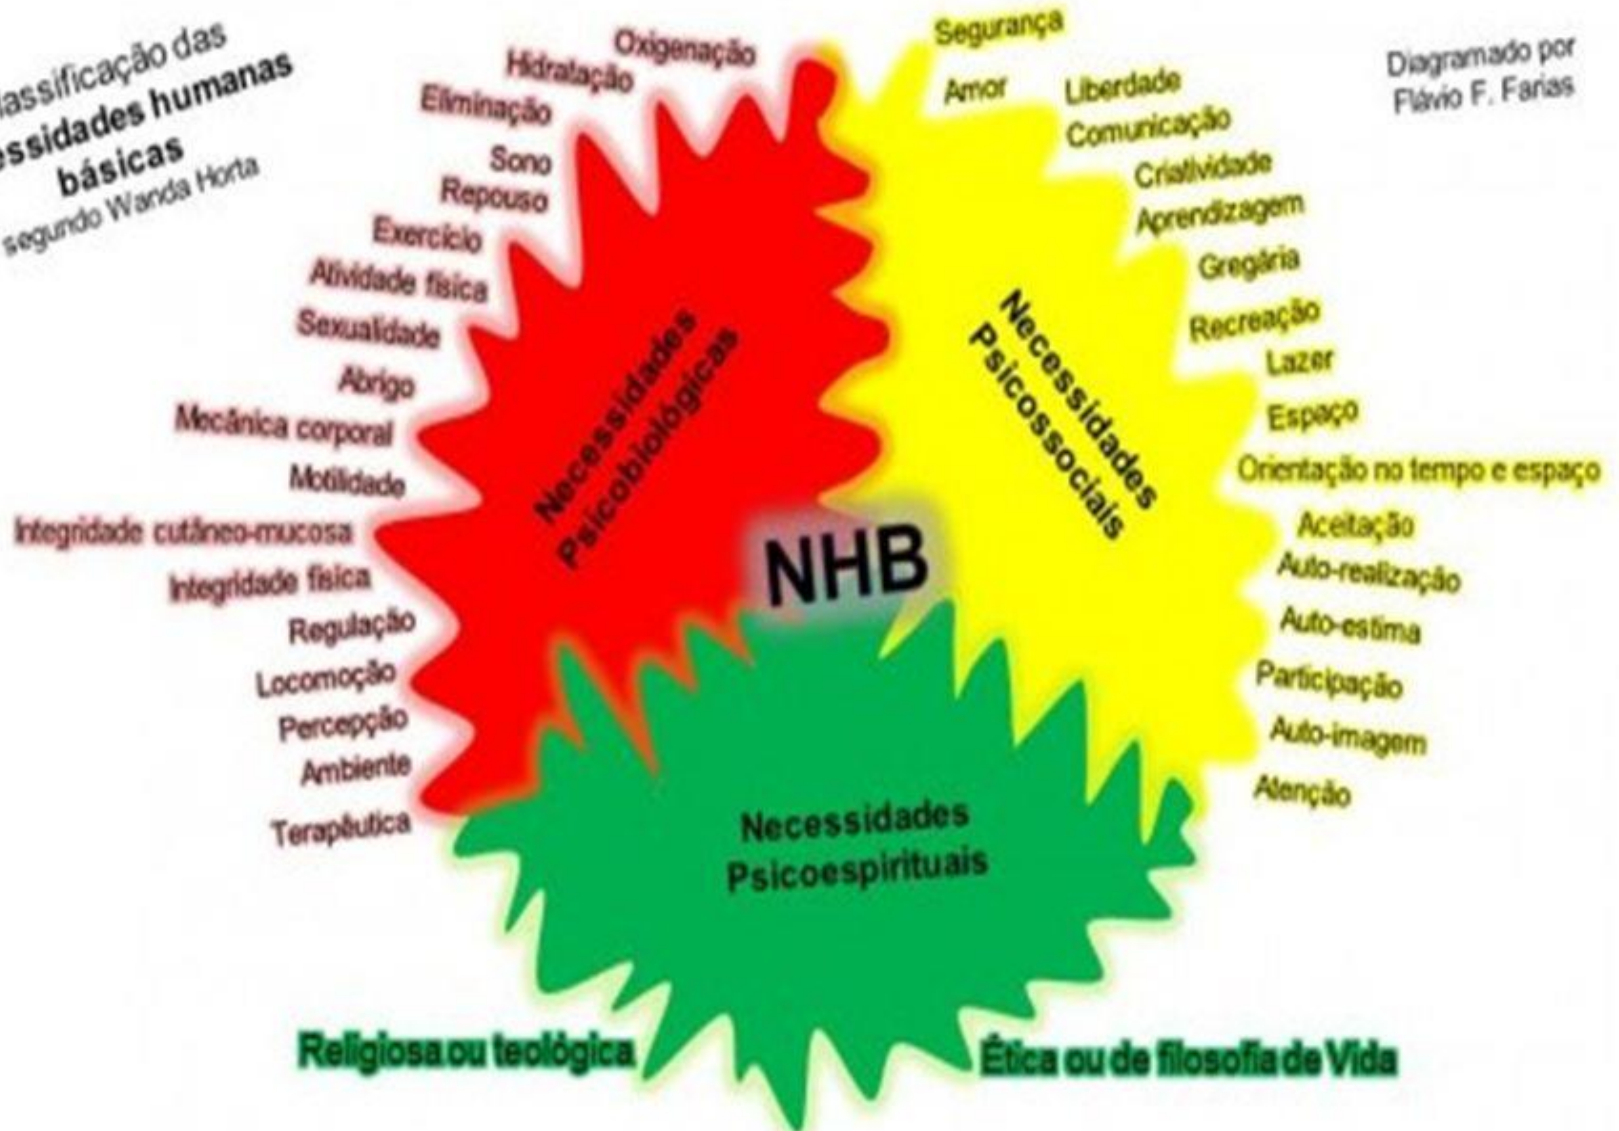 lassificação das
essidades humanas
básicas
segundo Wanda Horta
Diagramado por
Flávio F. Farias
Oxigenação
Hidratação
Eliminação
Sono
Repouso
Exercício
Atividade física
Sexualidade
Abrigo
Mecânica corporal
Motilidade
Integridade cutâneo-mucosa
Integridade física
Regulação
Locomoção
Percepção
Ambiente
Terapêutica
Necessidades
Psicobiológicas
Segurança
Amor
Liberdade
Comunicação
Criatividade
Aprendizagem
Gregária
Recreação
Lazer
Espaço
Orientação no tempo e espaço
Aceitação
Auto-realização
Auto-estima
Participação
Auto-imagem
Atenção
Necessidades
Psicossociais
NHB
Necessidades
Psicoespirituais
Religiosa ou teológica
Ética ou de filosofia de Vida